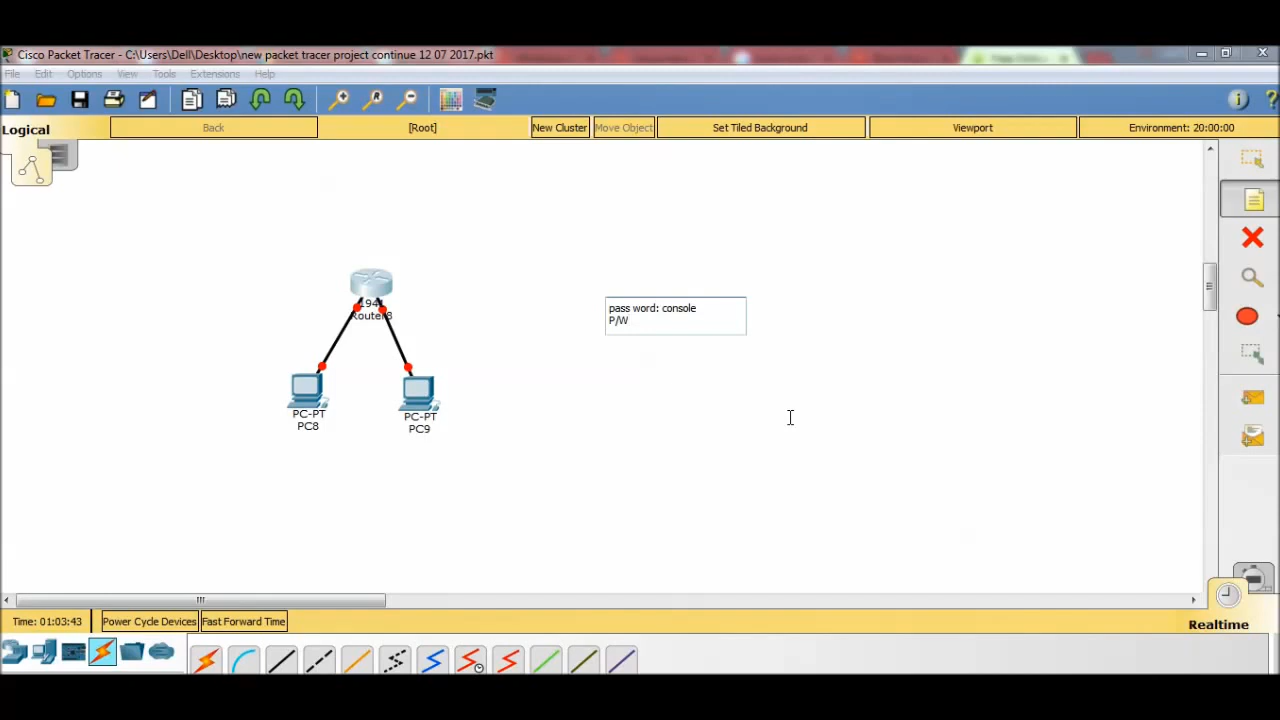 Cisco Packet Tracer - C:\Users\Dell\Desktop\new packet tracer project continue 12 07 2017.pkt
File Edit Options View Tools Extensions Help
Logical Back [Root] New Cluster Move Object Set Tiled Background Viewport Environment: 20:00:00
1941
Router8
pass word: console
P/W
PC-PT
PC8
PC-PT
PC9
Time: 01:03:43 Power Cycle Devices Fast Forward Time
Realtime